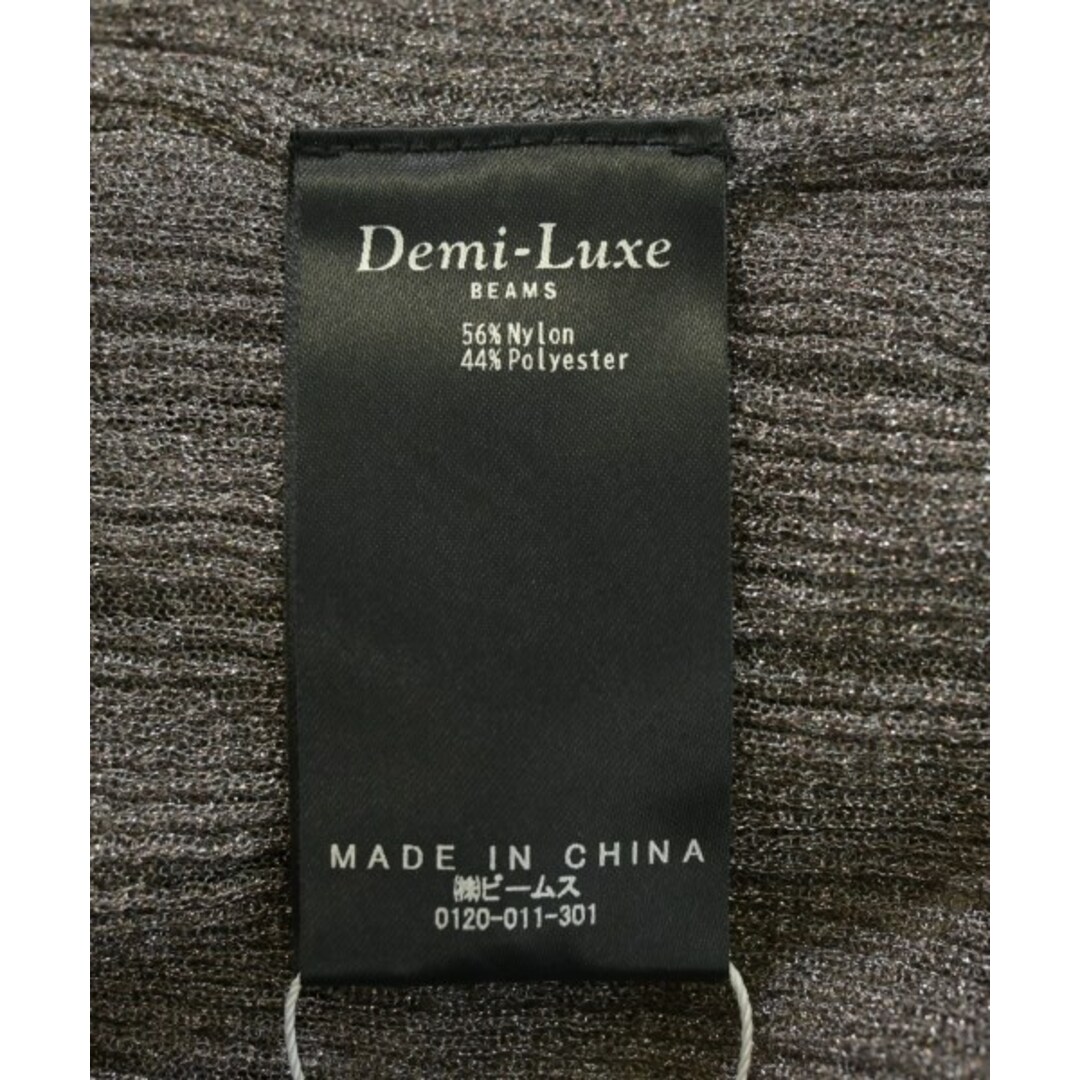 Demi-Luxe
BEAMS
56% Nylon
44% Polyester
MADE IN CHINA
㈱ビームス
0120-011-301